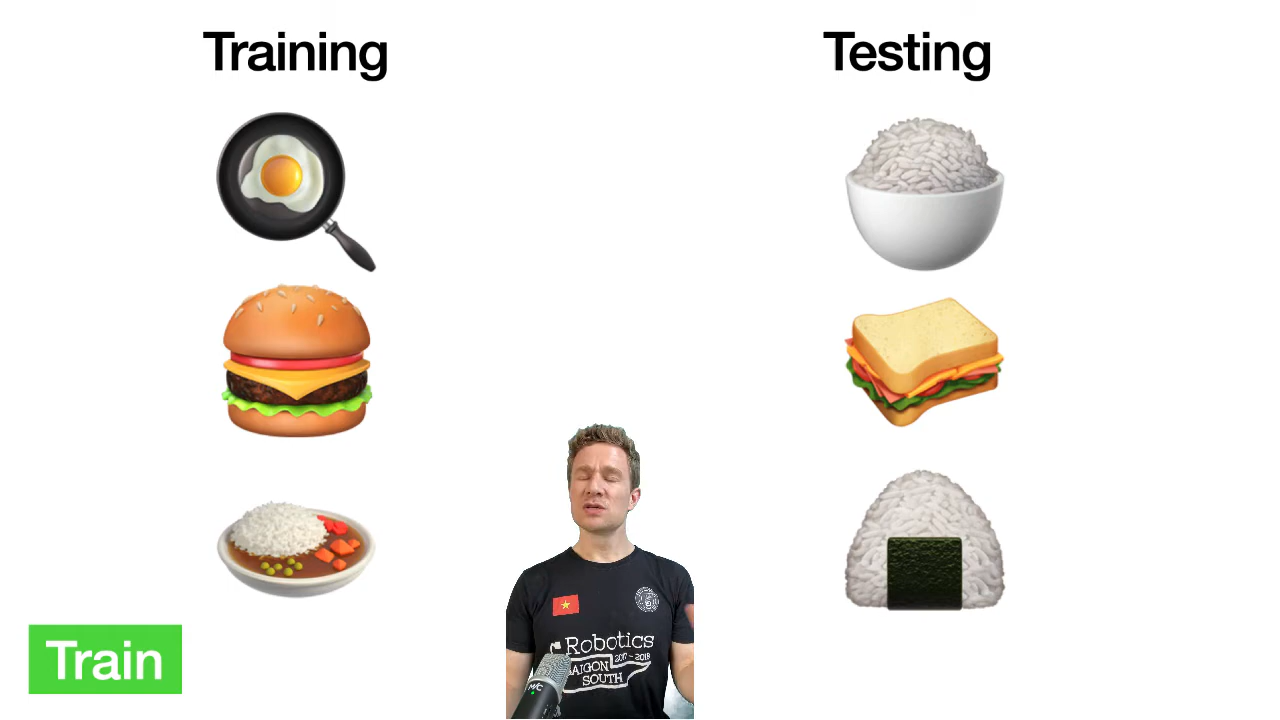 Training
Testing
Robotics
SAIGON 2017 - 2018
SOUTH
Train